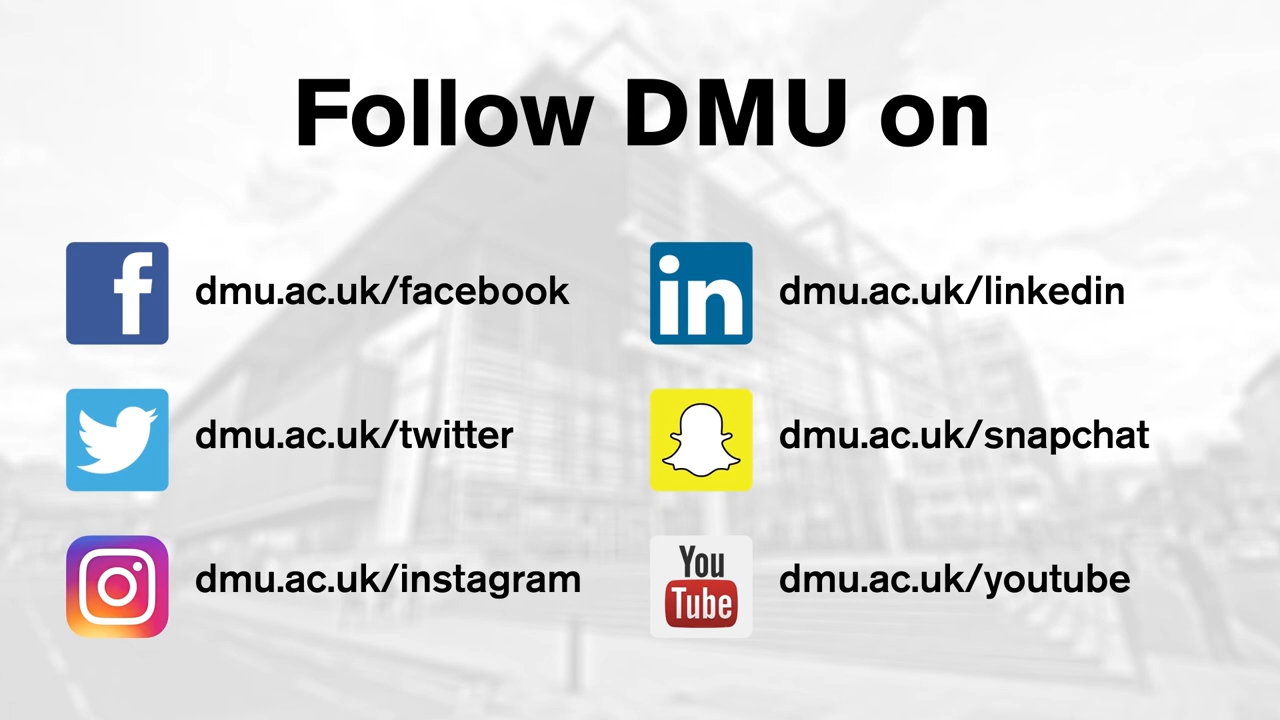 Follow DMU on
dmu.ac.uk/facebook
dmu.ac.uk/twitter
dmu.ac.uk/instagram
in
dmu.ac.uk/linkedin
dmu.ac.uk/snapchat
You
Tube
dmu.ac.uk/youtube